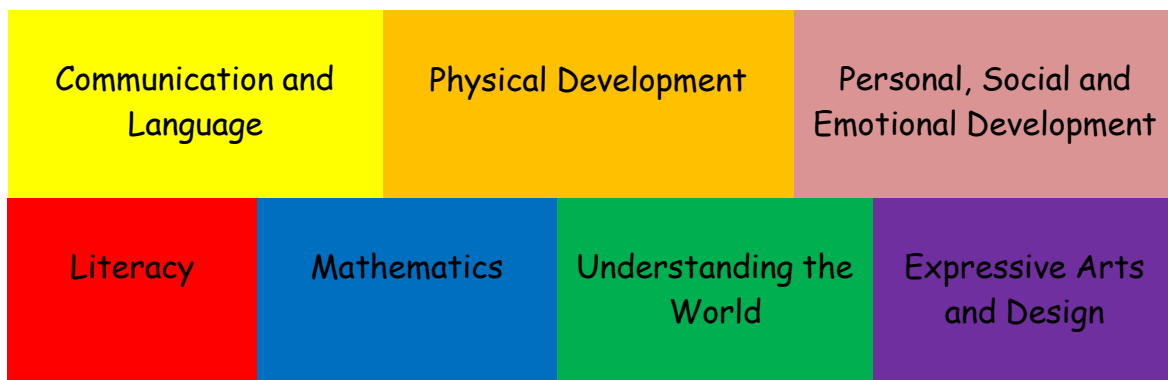 Communication and
Language
Physical Development
Personal, Social and
Emotional Development
Literacy
Mathematics
Understanding the
World
Expressive Arts
and Design